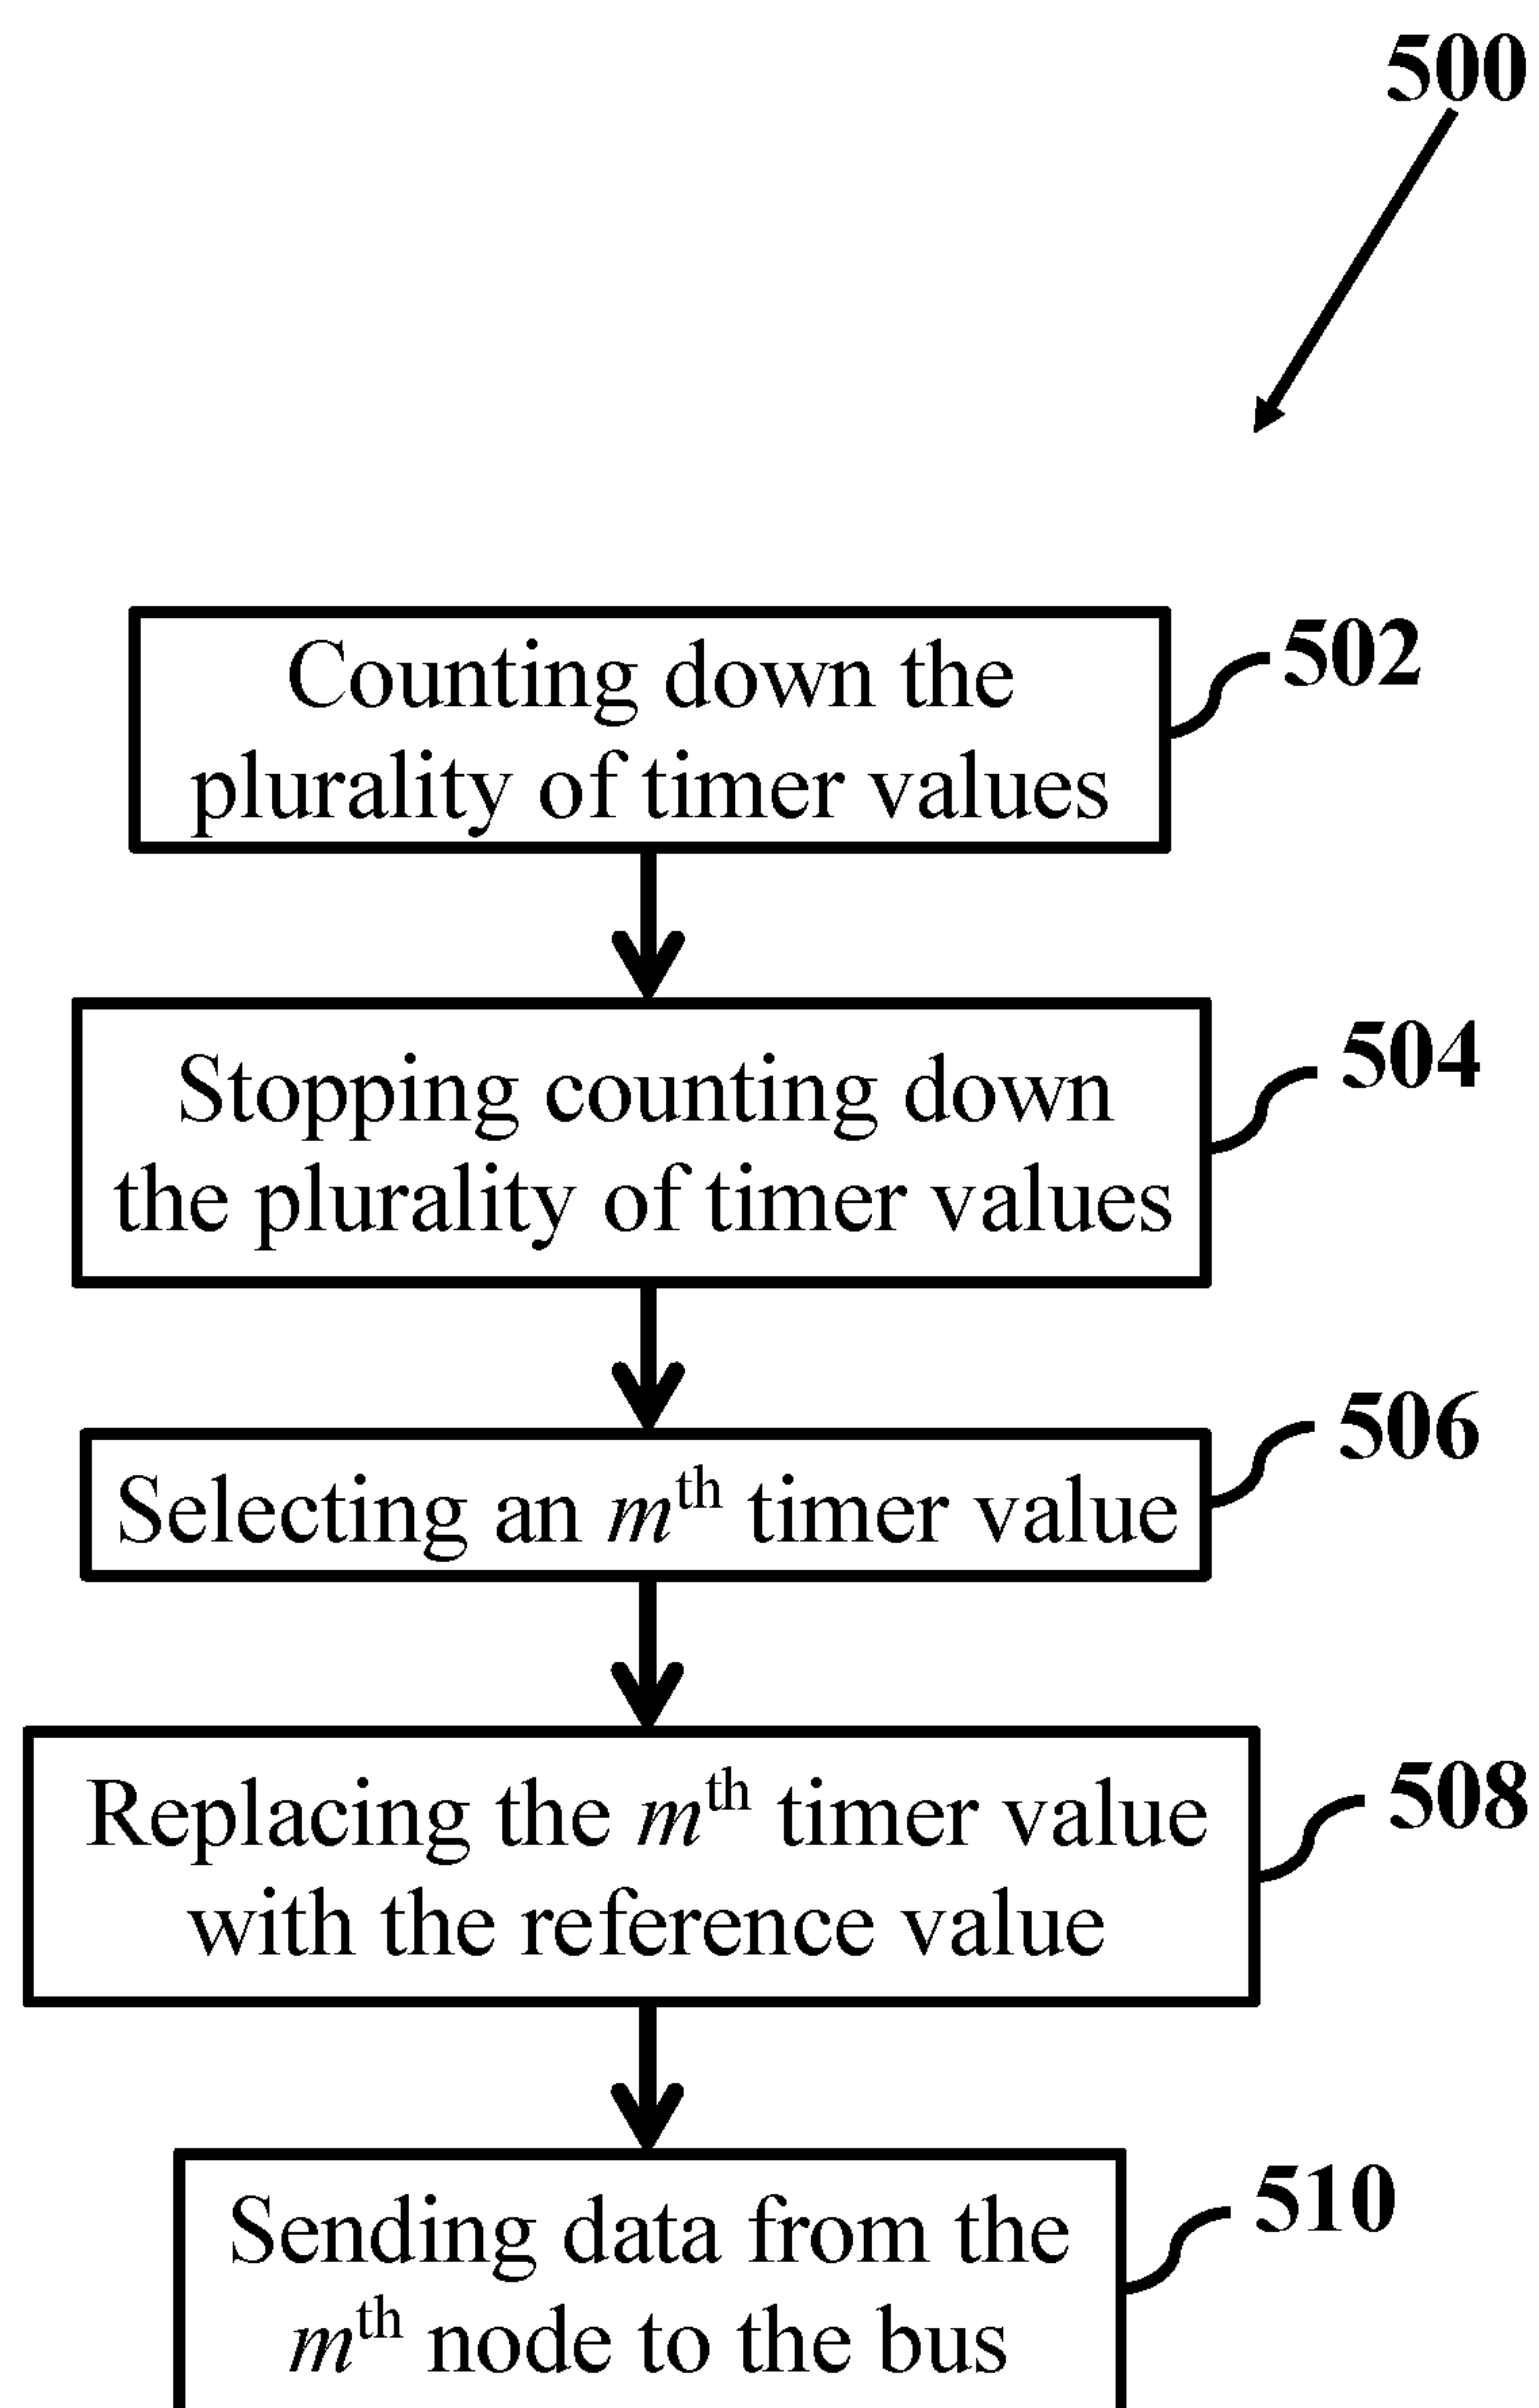 500
Counting down the
plurality of timer values
502
Stopping counting down
the plurality of timer values
504
Selecting an mᵗʰ timer value
506
Replacing the mᵗʰ timer value
with the reference value
508
Sending data from the
mᵗʰ node to the bus
510